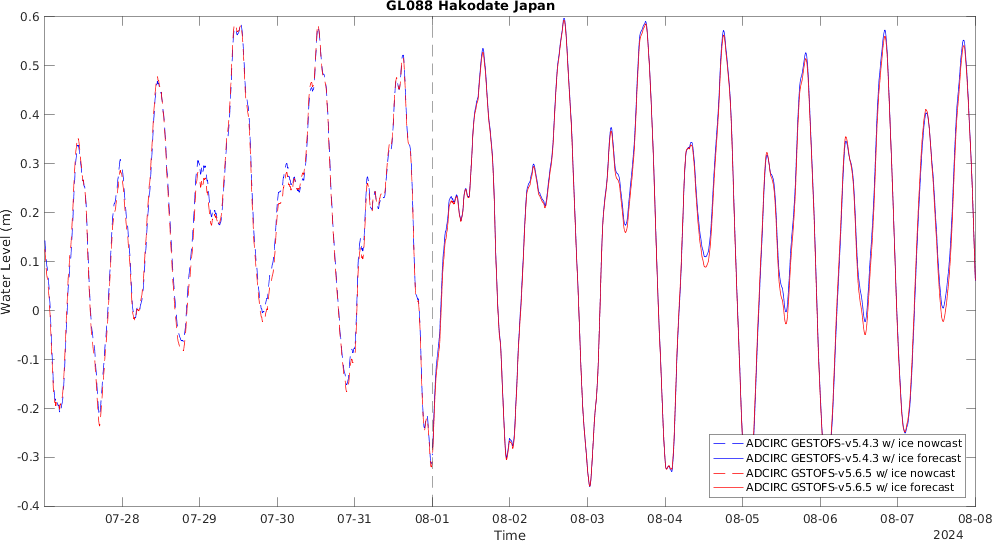 GL088 Hakodate Japan
0.6
0.5
0.4
0.3
0.2
0.1
0
-0.1
-0.2
-0.3
-0.4
Water Level (m)
ADCIRC GESTOFS-v5.4.3 w/ ice nowcast
ADCIRC GESTOFS-v5.4.3 w/ ice forecast
ADCIRC GSTOFS-v5.6.5 w/ ice nowcast
ADCIRC GSTOFS-v5.6.5 w/ ice forecast
07-28 07-29 07-30 07-31 08-01 08-02 08-03 08-04 08-05 08-06 08-07 08-08
Time
2024